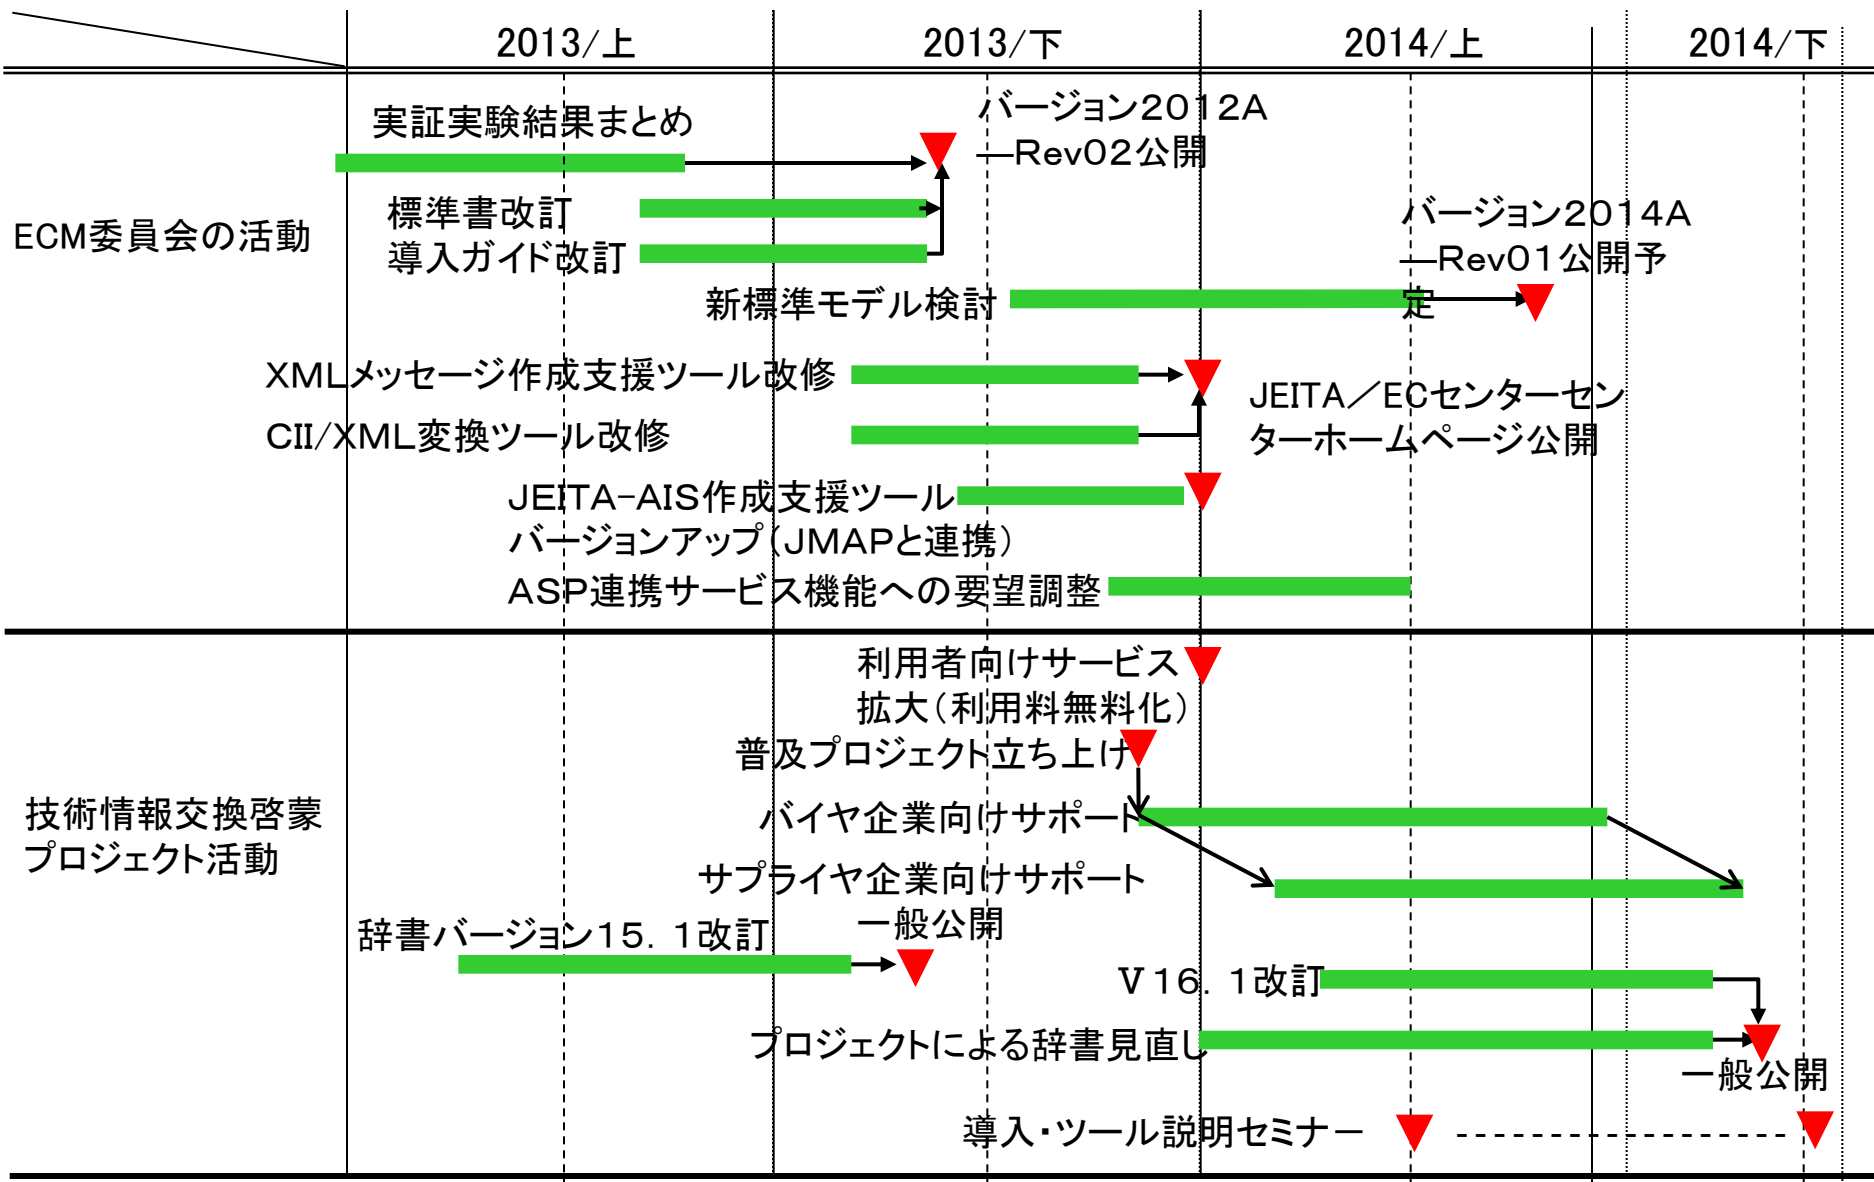 2013/上
2013/下
2014/上
2014/下
ECM委員会の活動
実証実験結果まとめ
バージョン2012A
―Rev02公開
標準書改訂
導入ガイド改訂
バージョン2014A
―Rev01公開予
定
新標準モデル検討
XMLメッセージ作成支援ツール改修
CII/XML変換ツール改修
JEITA／ECセンターセン
ターホームページ公開
JEITA-AIS作成支援ツール
バージョンアップ（JMAPと連携）
ASP連携サービス機能への要望調整
技術情報交換啓蒙
プロジェクト活動
利用者向けサービス
拡大（利用料無料化）
普及プロジェクト立ち上げ
バイヤ企業向けサポート
サプライヤ企業向けサポート
一般公開
辞書バージョン15．1改訂
V16．1改訂
プロジェクトによる辞書見直し
一般公開
導入・ツール説明セミナー